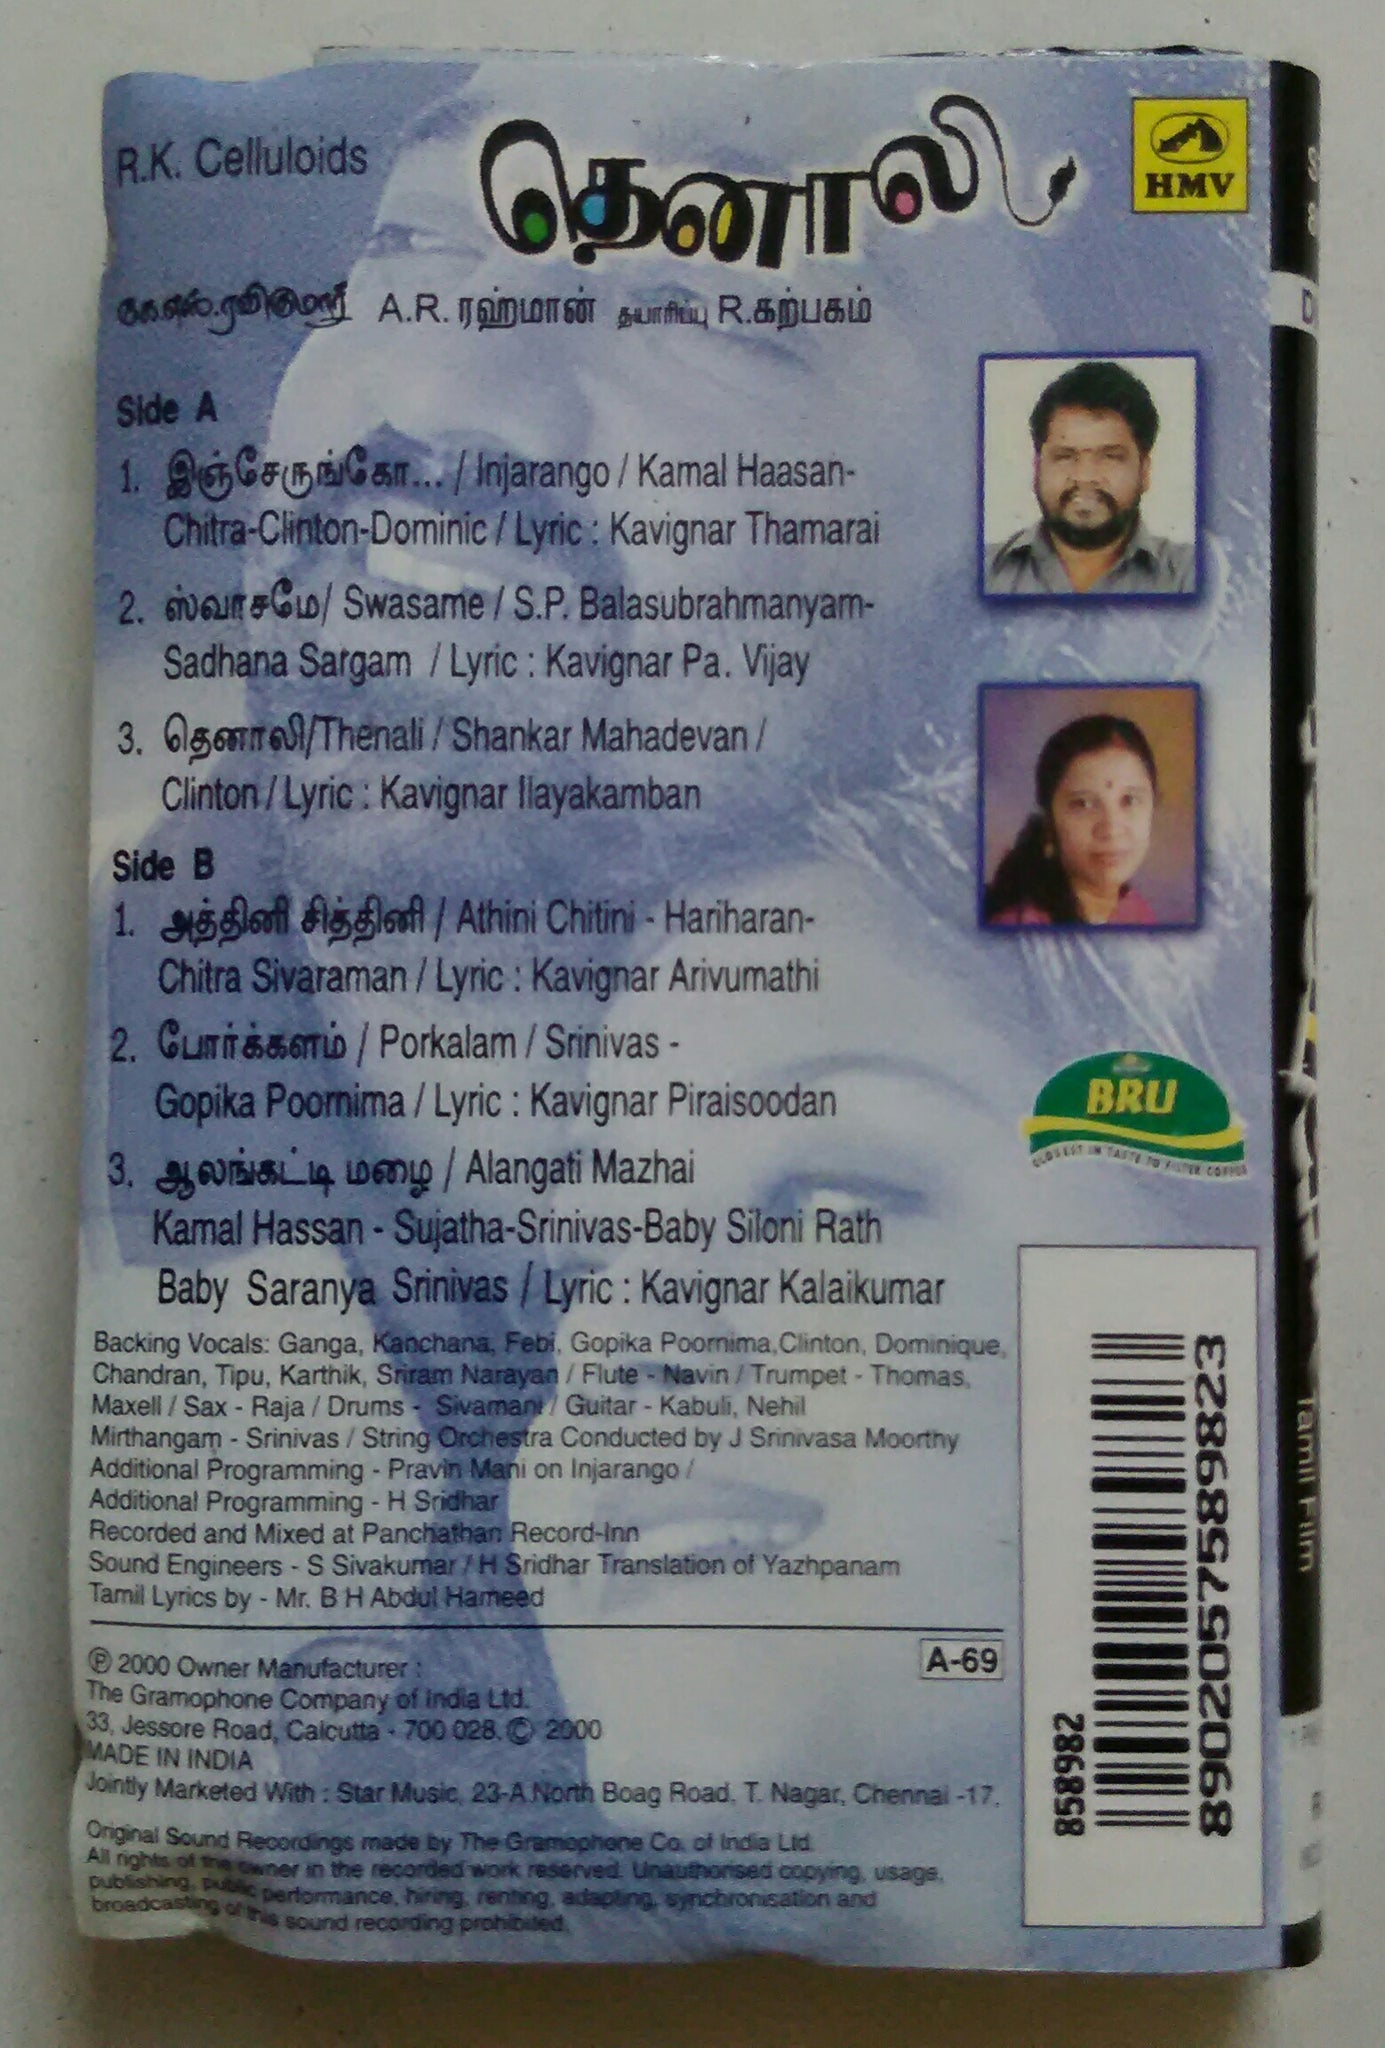 R.K. Celluloids
தெனாலி
HMV
கே.எஸ்.ரவிகுமார் A.R. ரஹ்மான் தயாரிப்பு R.கற்பகம்
Side A
1. இஞ்சேருங்கோ... / Injarango / Kamal Haasan-
Chitra-Clinton-Dominic / Lyric : Kavignar Thamarai
2. ஸ்வாசமே/ Swasame / S.P. Balasubrahmanyam-
Sadhana Sargam / Lyric : Kavignar Pa. Vijay
3. தெனாலி/Thenali / Shankar Mahadevan /
Clinton / Lyric : Kavignar Ilayakamban
Side B
1. அத்தினி சித்தினி / Athini Chitini - Hariharan-
Chitra Sivaraman / Lyric : Kavignar Arivumathi
2. போர்க்களம் / Porkalam / Srinivas -
Gopika Poornima / Lyric : Kavignar Piraisoodan
3. ஆலங்கட்டி மழை / Alangati Mazhai
Kamal Hassan - Sujatha-Srinivas-Baby Siloni Rath
Baby Saranya Srinivas / Lyric : Kavignar Kalaikumar
BRU
CLOSEST IN TASTE TO FILTER COFFEE
Backing Vocals: Ganga, Kanchana, Febi, Gopika Poornima,Clinton, Dominique,
Chandran, Tipu, Karthik, Sriram Narayan / Flute - Navin / Trumpet - Thomas,
Maxell / Sax - Raja / Drums - Sivamani / Guitar - Kabuli, Nehil
Mirthangam - Srinivas / String Orchestra Conducted by J Srinivasa Moorthy
Additional Programming - Pravin Mani on Injarango /
Additional Programming - H Sridhar
Recorded and Mixed at Panchathan Record-Inn
Sound Engineers - S Sivakumar / H Sridhar Translation of Yazhpanam
Tamil Lyrics by - Mr. B H Abdul Hameed
A-69
Ⓟ 2000 Owner Manufacturer :
The Gramophone Company of India Ltd.
33, Jessore Road, Calcutta - 700 028. © 2000
MADE IN INDIA
Jointly Marketed With : Star Music, 23-A North Boag Road. T. Nagar, Chennai -17.
Original Sound Recordings made by The Gramophone Co. of India Ltd.
All rights of the owner in the recorded work reserved. Unauthorised copying, usage,
publishing, public performance, hiring, renting, adapting, synchronisation and
broadcasting of this sound recording prohibited.
858982
8902057589823
Tamil Film